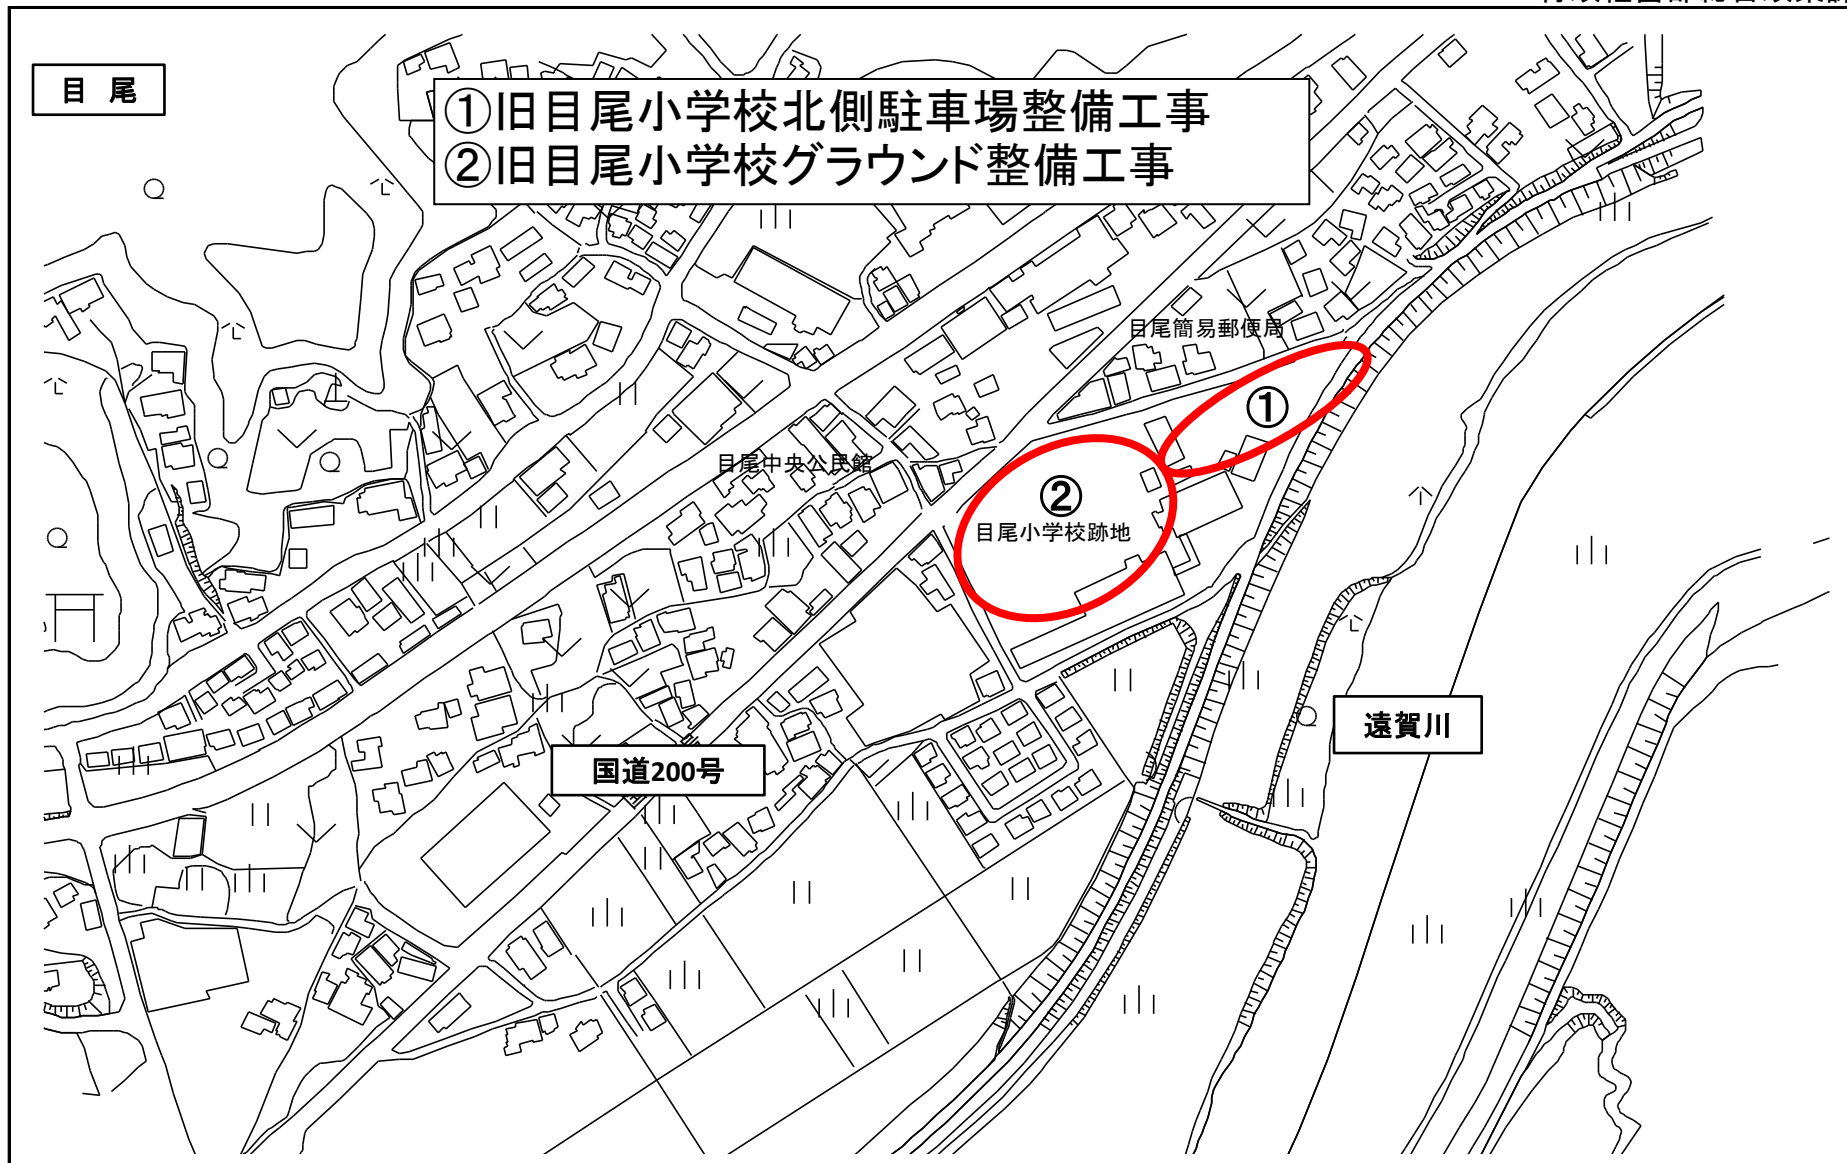 目 尾
①旧目尾小学校北側駐車場整備工事
②旧目尾小学校グラウンド整備工事
目尾簡易郵便局
①
目尾中央公民館
②
目尾小学校跡地
遠賀川
国道200号